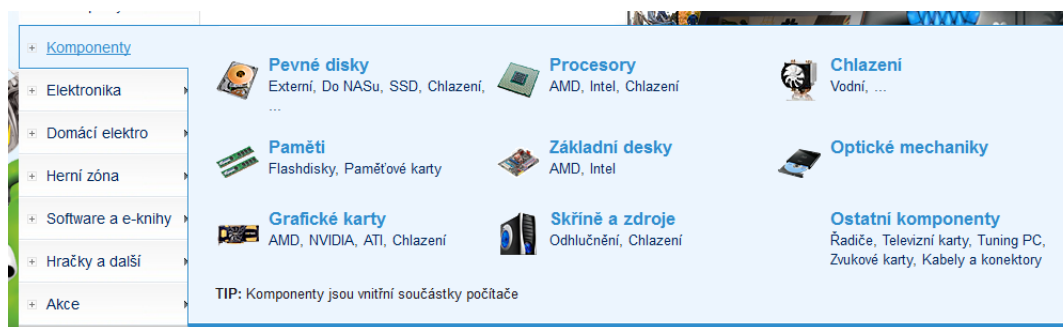 Komponenty
Elektronika
Domácí elektro
Herní zóna
Software a e-knihy
Hračky a další
Akce
Pevné disky
Externí, Do NASu, SSD, Chlazení,
...
Procesory
AMD, Intel, Chlazení
Chlazení
Vodní, ...
Paměti
Flashdisky, Paměťové karty
Základní desky
AMD, Intel
Optické mechaniky
Grafické karty
AMD, NVIDIA, ATI, Chlazení
Skříně a zdroje
Odhlučnění, Chlazení
Ostatní komponenty
Řadiče, Televizní karty, Tuning PC,
Zvukové karty, Kabely a konektory
TIP: Komponenty jsou vnitřní součástky počítače